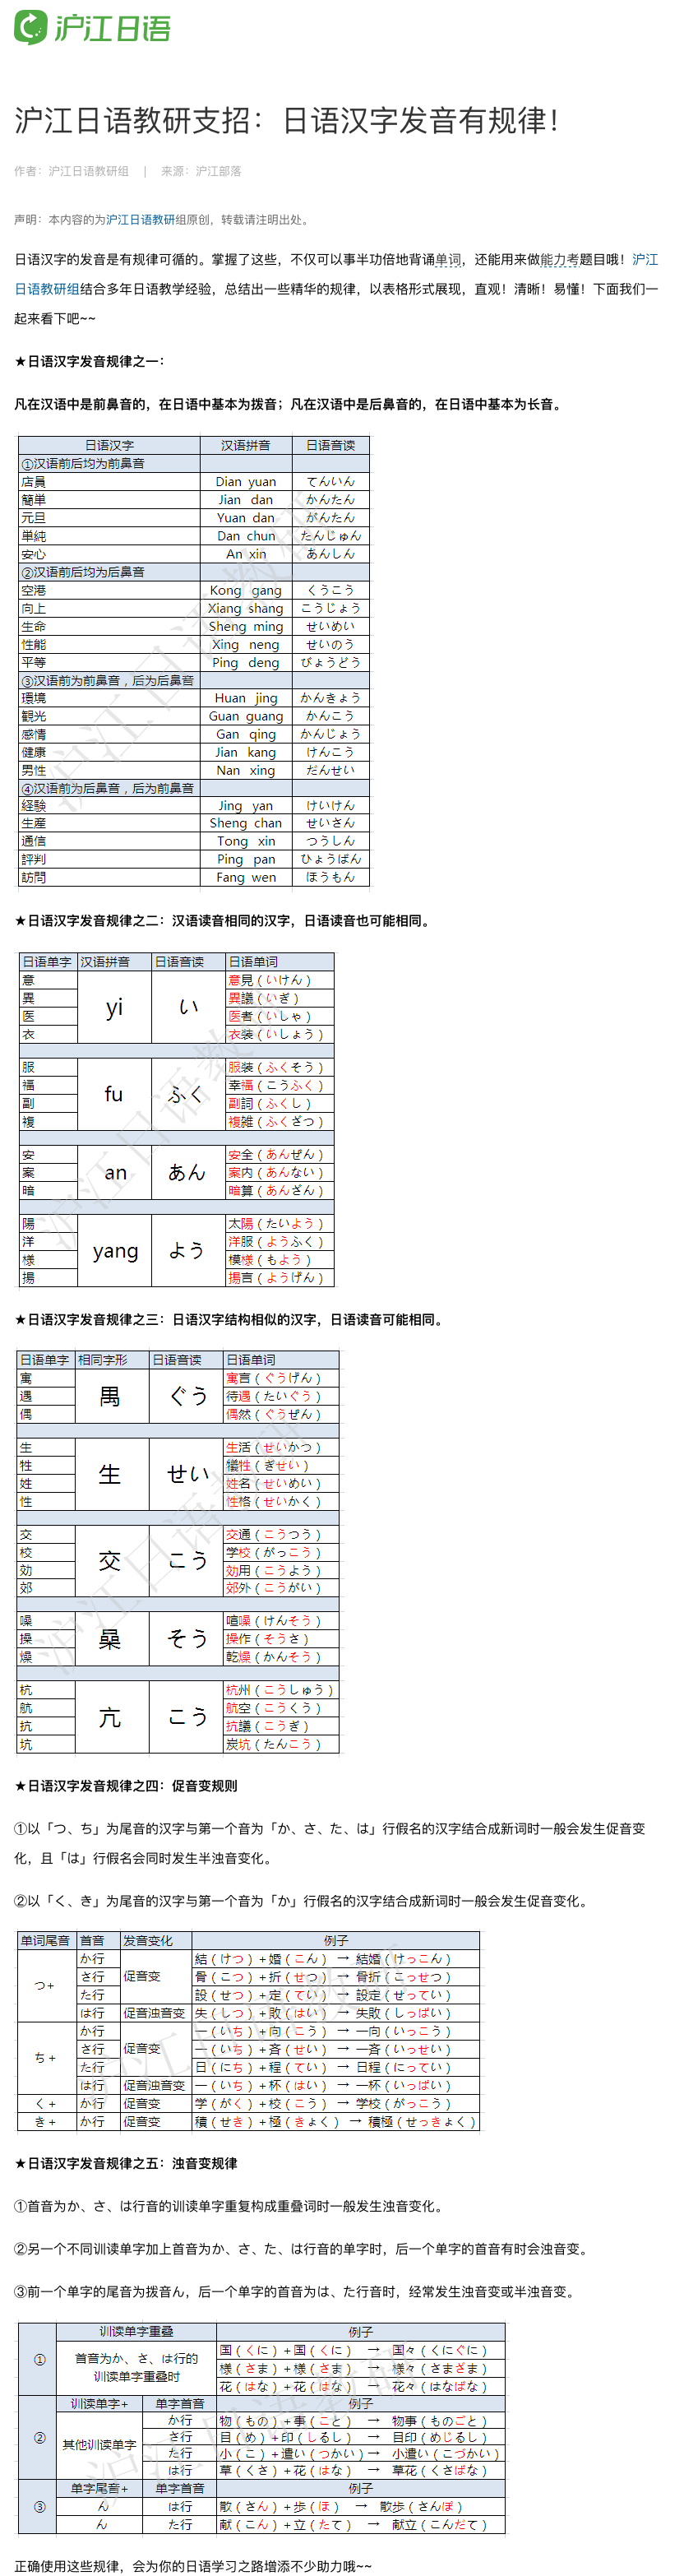 沪江日语
沪江日语教研支招：日语汉字发音有规律！
作者：沪江日语教研组 | 来源：沪江部落
声明：本内容的为沪江日语教研组原创，转载请注明出处。
日语汉字的发音是有规律可循的。掌握了这些，不仅可以事半功倍地背诵单词，还能用来做能力考题目哦！沪江
日语教研组结合多年日语教学经验，总结出一些精华的规律，以表格形式展现，直观！清晰！易懂！下面我们一
起来看下吧~~
★日语汉字发音规律之一：
凡在汉语中是前鼻音的，在日语中基本为拨音；凡在汉语中是后鼻音的，在日语中基本为长音。
日语汉字 汉语拼音 日语音读
①汉语前后均为前鼻音
店員 Dian yuan てんいん
簡単 Jian dan かんたん
元旦 Yuan dan がんたん
単純 Dan chun たんじゅん
安心 An xin あんしん
②汉语前后均为后鼻音
空港 Kong gang くうこう
向上 Xiang shang こうじょう
生命 Sheng ming せいめい
性能 Xing neng せいのう
平等 Ping deng びょうどう
③汉语前为前鼻音，后为后鼻音
環境 Huan jing かんきょう
観光 Guan guang かんこう
感情 Gan qing かんじょう
健康 Jian kang けんこう
男性 Nan xing だんせい
④汉语前为后鼻音，后为前鼻音
経験 Jing yan けいけん
生産 Sheng chan せいさん
通信 Tong xin つうしん
評判 Ping pan ひょうばん
訪問 Fang wen ほうもん
★日语汉字发音规律之二：汉语读音相同的汉字，日语读音也可能相同。
日语单字 汉语拼音 日语音读 日语单词
意 yi い 意見（いけん）
異 異議（いぎ）
医 医者（いしゃ）
衣 衣装（いしょう）
服 fu ふく 服装（ふくそう）
福 幸福（こうふく）
副 副詞（ふくし）
複 複雑（ふくざつ）
安 an あん 安全（あんぜん）
案 案内（あんない）
暗 暗算（あんざん）
陽 yang よう 太陽（たいよう）
洋 洋服（ようふく）
様 模様（もよう）
揚 揚言（ようげん）
★日语汉字发音规律之三：日语汉字结构相似的汉字，日语读音可能相同。
日语单字 相同字形 日语音读 日语单词
寓 禺 ぐう 寓言（ぐうげん）
遇 待遇（たいぐう）
偶 偶然（ぐうぜん）
生 生 せい 生活（せいかつ）
牲 犠牲（ぎせい）
姓 姓名（せいめい）
性 性格（せいかく）
交 交 こう 交通（こうつう）
校 学校（がっこう）
効 効用（こうよう）
郊 郊外（こうがい）
噪 喿 そう 喧噪（けんそう）
操 操作（そうさ）
燥 乾燥（かんそう）
杭 亢 こう 杭州（こうしゅう）
航 航空（こうくう）
抗 抗議（こうぎ）
坑 炭坑（たんこう）
★日语汉字发音规律之四：促音变规则
①以「つ、ち」为尾音的汉字与第一个音为「か、さ、た、は」行假名的汉字结合成新词时一般会发生促音变
化，且「は」行假名会同时发生半浊音变化。
②以「く、き」为尾音的汉字与第一个音为「か」行假名的汉字结合成新词时一般会发生促音变化。
单词尾音 首音 发音变化 例子
つ+ か行 促音变 結（けつ）+婚（こん） → 結婚（けっこん）
さ行 骨（こつ）+折（せつ） → 骨折（こっせつ）
た行 設（せつ）+定（てい） → 設定（せってい）
は行 促音浊音变 失（しつ）+敗（はい） → 失敗（しっぱい）
ち+ か行 促音变 一（いち）+向（こう） → 一向（いっこう）
さ行 一（いち）+斉（せい） → 一斉（いっせい）
た行 日（にち）+程（てい） → 日程（にってい）
は行 促音浊音变 一（いち）+杯（はい） → 一杯（いっぱい）
く+ か行 促音变 学（がく）+校（こう） → 学校（がっこう）
き+ か行 促音变 積（せき）+極（きょく） → 積極（せっきょく）
★日语汉字发音规律之五：浊音变规律
①首音为か、さ、は行音的训读单字重复构成重叠词时一般发生浊音变化。
②另一个不同训读单字加上首音为か、さ、た、は行音的单字时，后一个单字的首音有时会浊音变。
③前一个单字的尾音为拨音ん，后一个单字的首音为は、た行音时，经常发生浊音变或半浊音变。
① 训读单字重叠 例子
首音为か、さ、は行的
训读单字重叠时
国（くに）+国（くに） → 国々（くにぐに）
様（さま）+様（さま） → 様々（さまざま）
花（はな）+花（はな） → 花々（はなばな）
② 训读单字+ 单字首音 例子
其他训读单字 か行 物（もの）+事（こと） → 物事（ものごと）
さ行 目（め）+印（しるし） → 目印（めじるし）
た行 小（こ）+遣い（つかい）→ 小遣い（こづかい）
は行 草（くさ）+花（はな） → 草花（くさばな）
③ 单字尾音+ 单字首音 例子
ん は行 散（さん）+歩（ほ） → 散歩（さんぽ）
ん た行 献（こん）+立（たて） → 献立（こんだて）
正确使用这些规律，会为你的日语学习之路增添不少助力哦~~